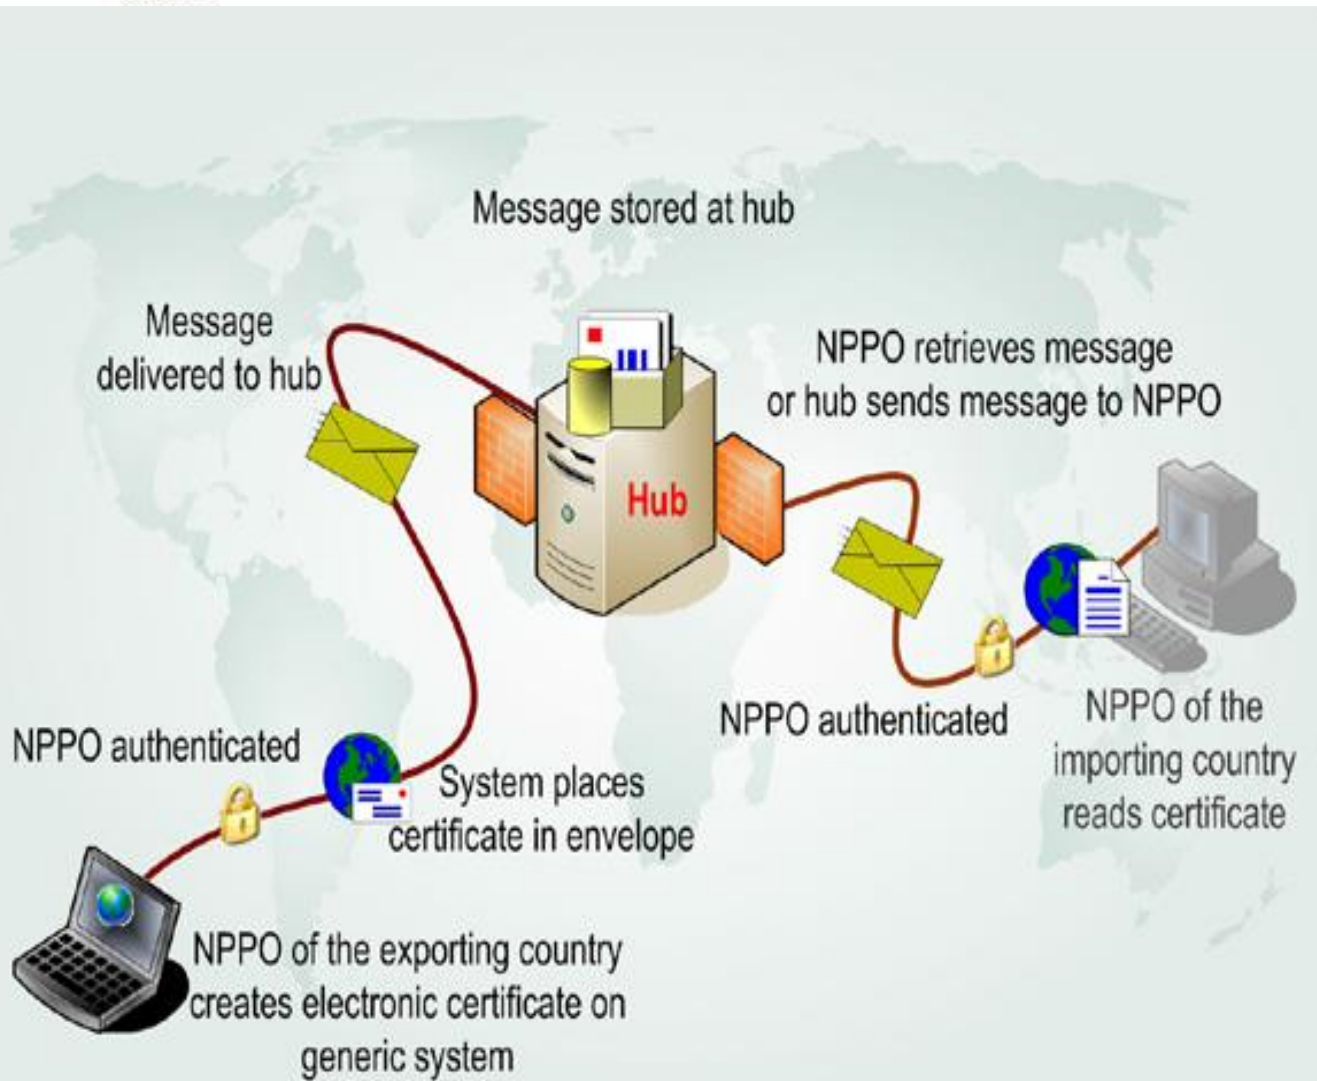 Message stored at hub
Message
delivered to hub
NPPO retrieves message
or hub sends message to NPPO
Hub
NPPO authenticated
NPPO authenticated
NPPO of the
importing country
reads certificate
System places
certificate in envelope
NPPO of the exporting country
creates electronic certificate on
generic system